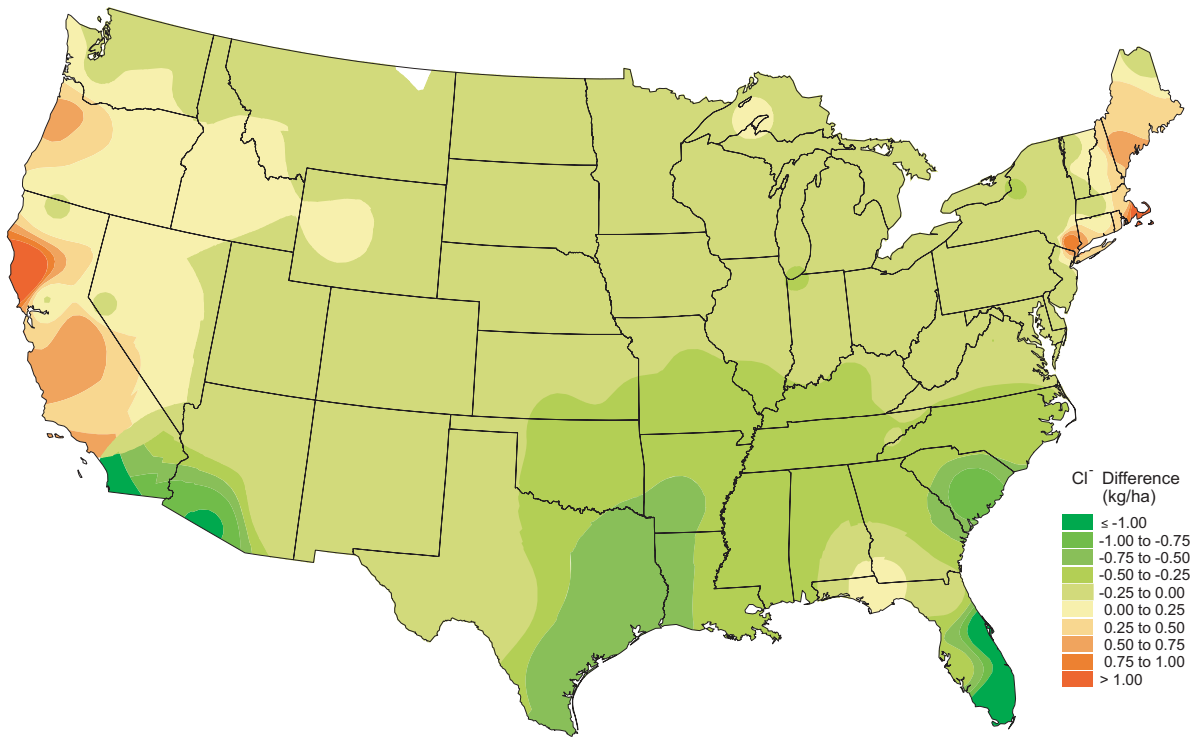 Cl⁻ Difference
(kg/ha)
≤ -1.00
-1.00 to -0.75
-0.75 to -0.50
-0.50 to -0.25
-0.25 to 0.00
0.00 to 0.25
0.25 to 0.50
0.50 to 0.75
0.75 to 1.00
> 1.00